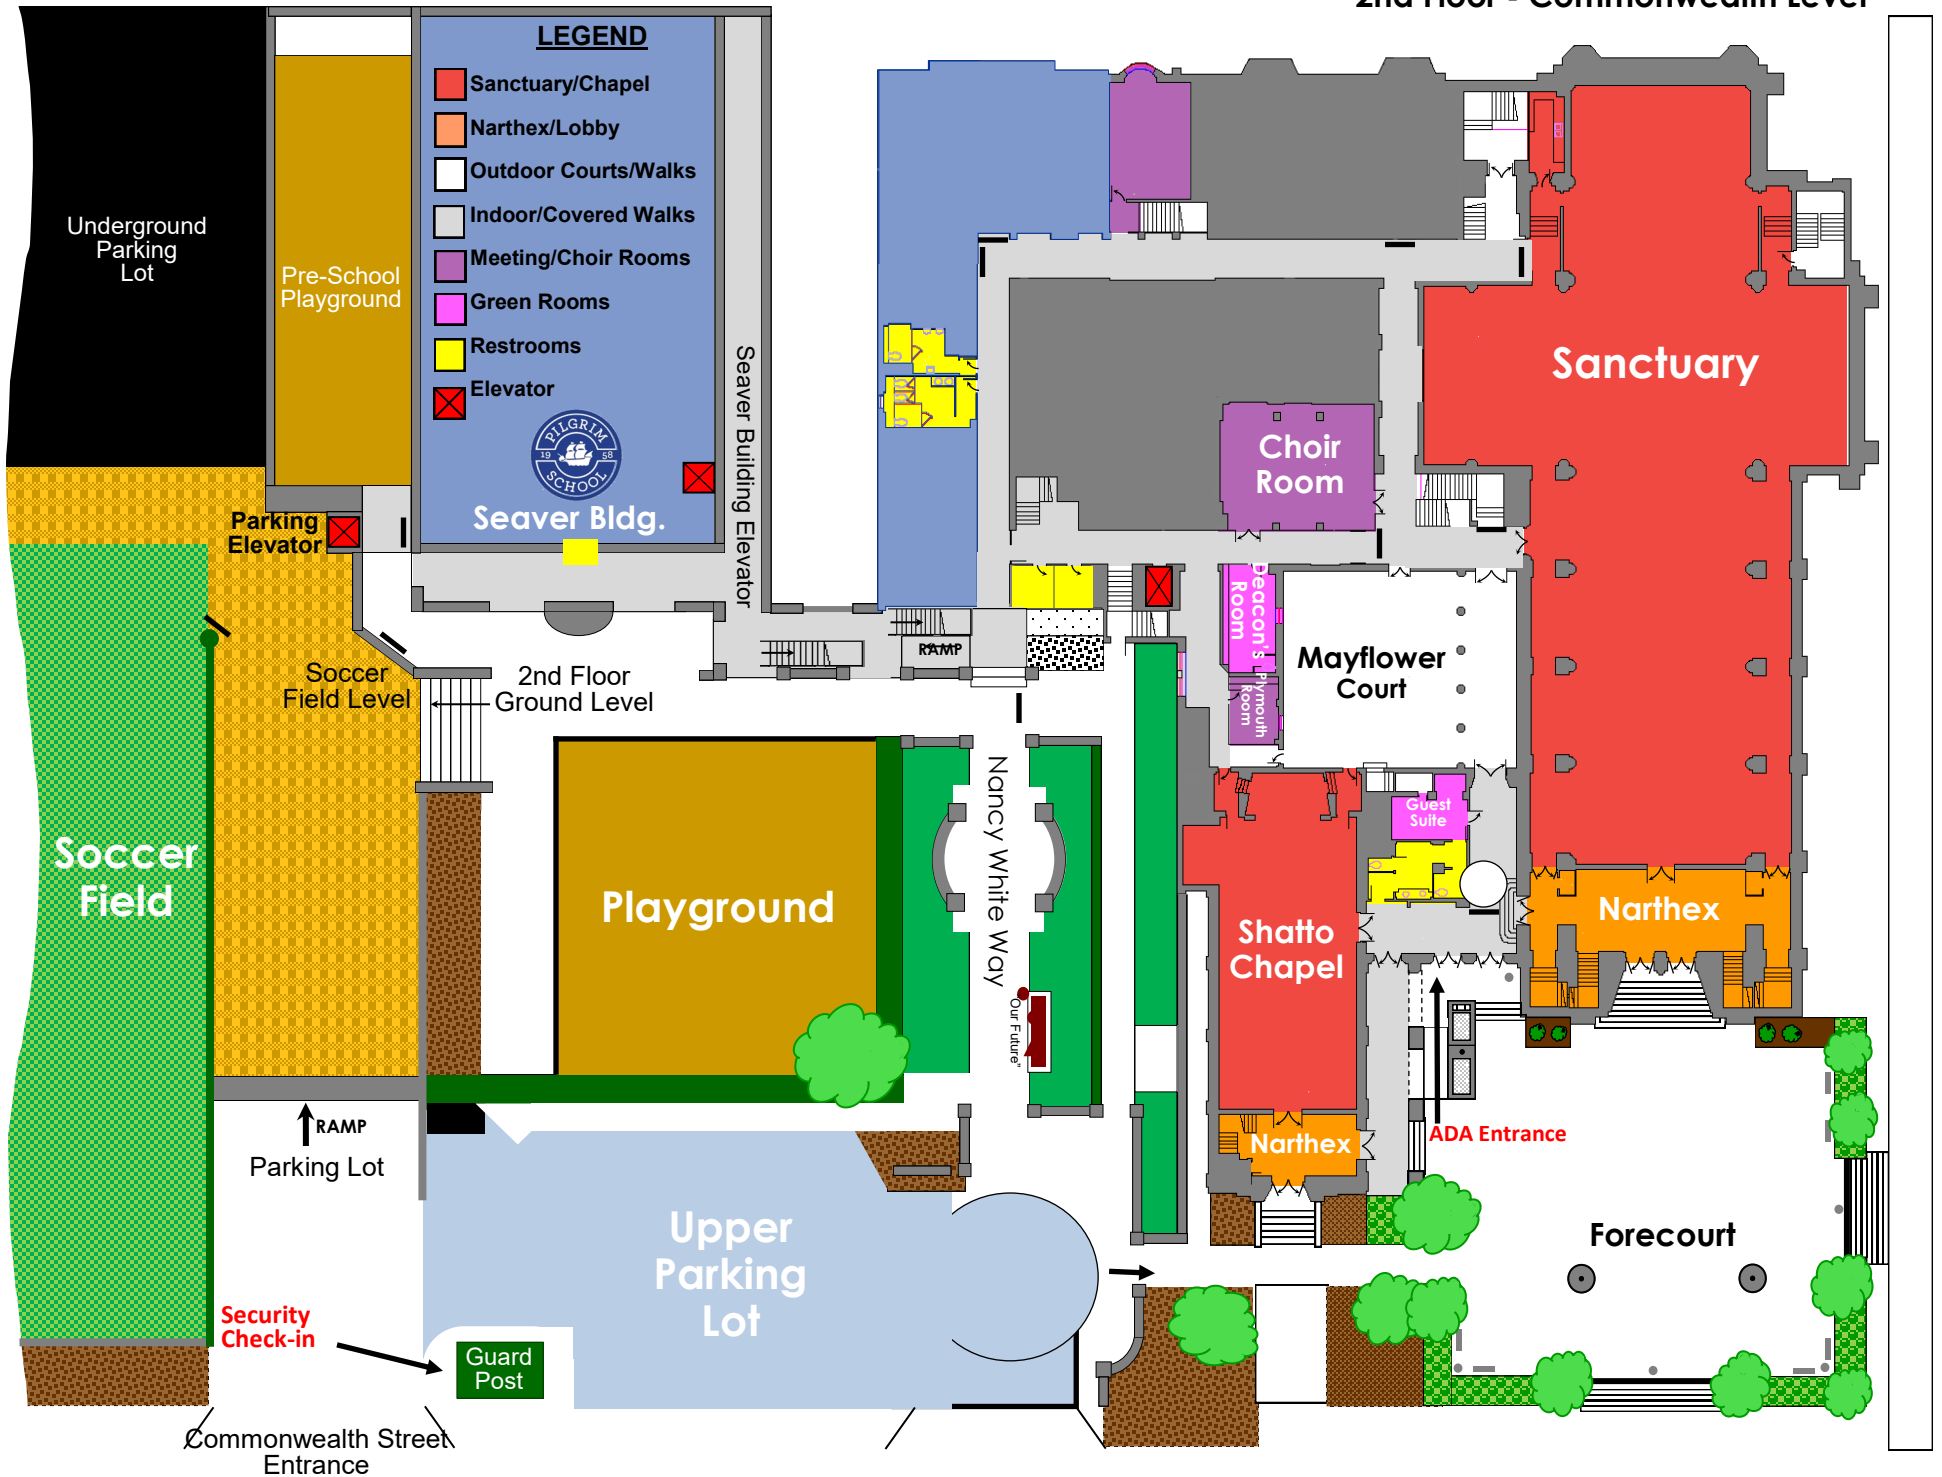 2nd Floor - Commonwealth Level
LEGEND
Sanctuary/Chapel
Narthex/Lobby
Outdoor Courts/Walks
Indoor/Covered Walks
Meeting/Choir Rooms
Green Rooms
Restrooms
Elevator
PILGRIM
19 58
SCHOOL
Seaver Bldg.
Underground
Parking
Lot
Pre-School
Playground
Seaver Building Elevator
Parking
Elevator
Sanctuary
Choir
Room
Deacon's
Room
Plymouth
Room
Mayflower
Court
RAMP
Soccer
Field Level
2nd Floor
Ground Level
Nancy White Way
Guest
Suite
Soccer
Field
Playground
Shatto
Chapel
Narthex
Our Future"
RAMP
Parking Lot
Narthex
ADA Entrance
Upper
Parking
Lot
Forecourt
Security
Check-in
Guard
Post
Commonwealth Street
Entrance